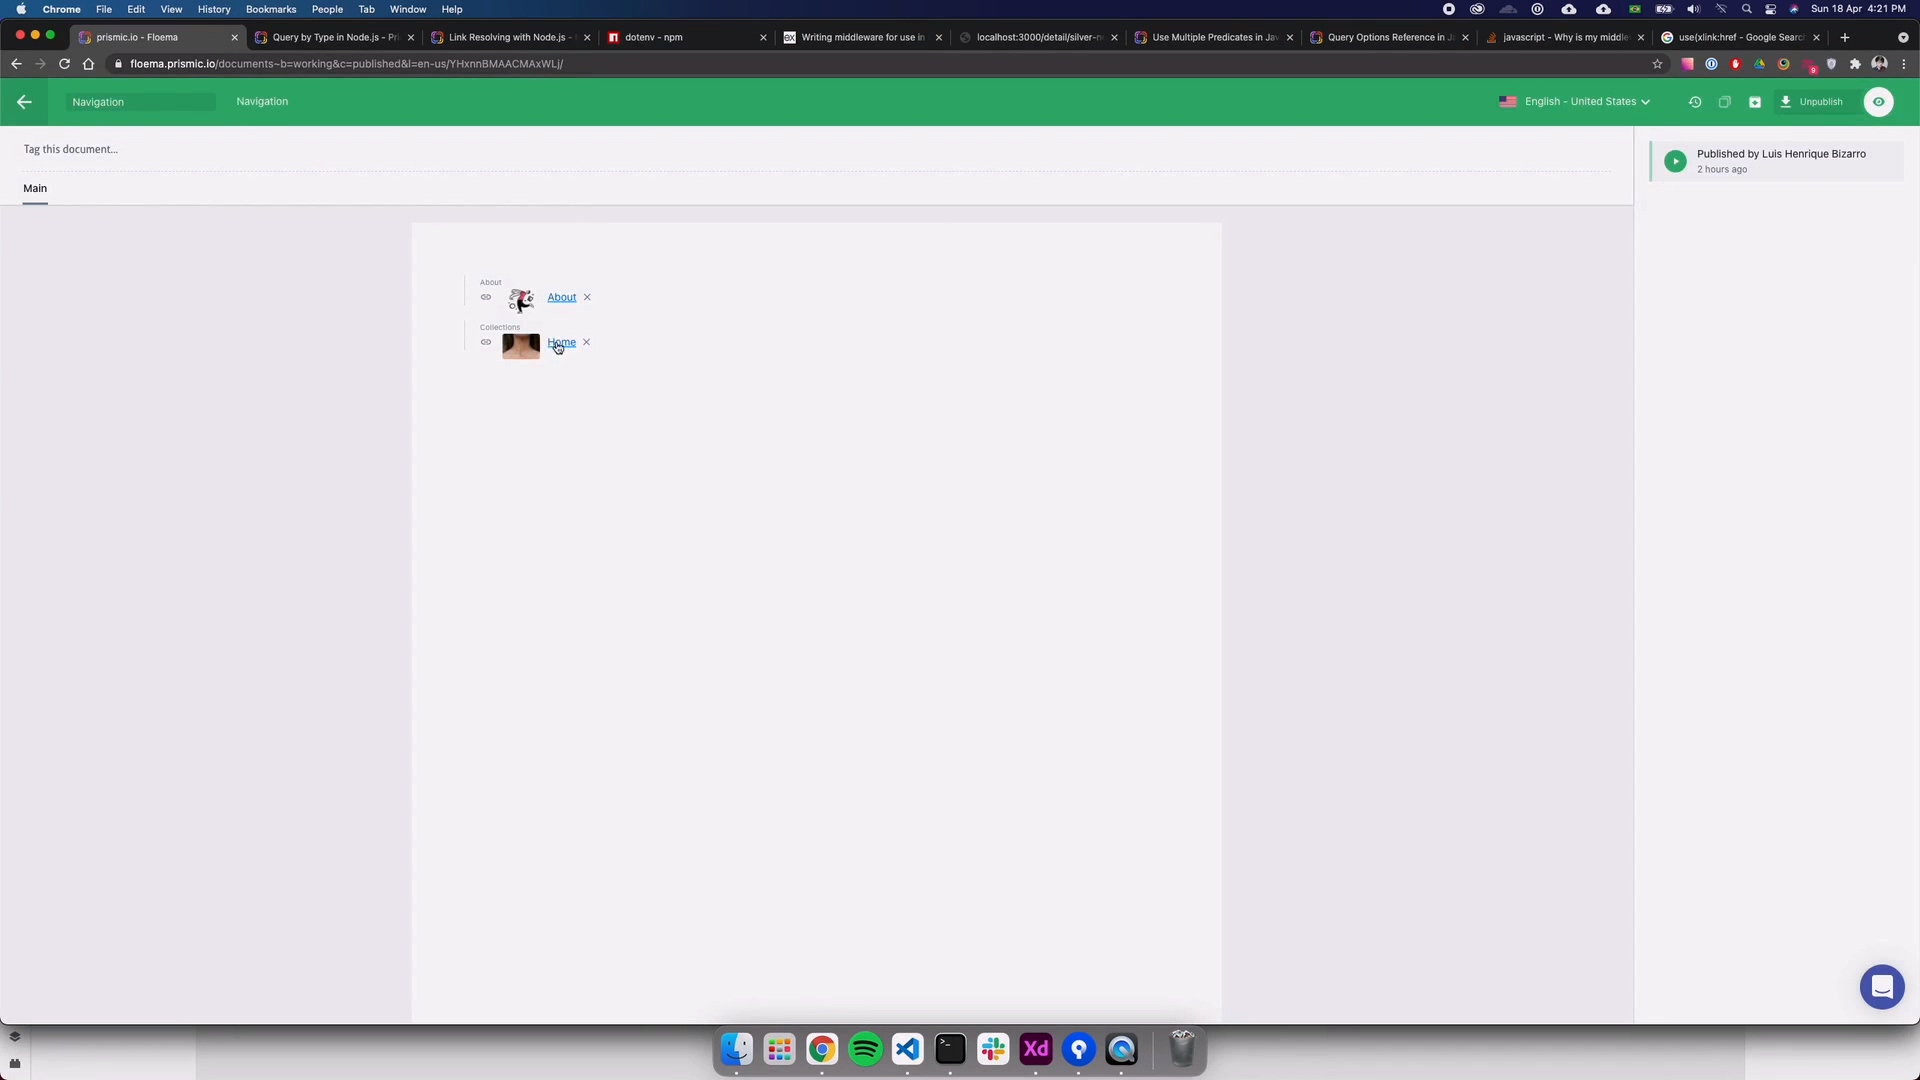 Chrome File Edit View History Bookmarks People Tab Window Help Sun 18 Apr 4:21 PM
prismic.io - Floema
Query by Type in Node.js - Pri
Link Resolving with Node.js -
dotenv - npm
Writing middleware for use in
localhost:3000/detail/silver-n
Use Multiple Predicates in Jav
Query Options Reference in Ja
javascript - Why is my middle
use(xlink:href - Google Search
floema.prismic.io/documents~b=working&c=published&l=en-us/YHxnnBMAACMAxWLj/
Navigation Navigation English - United States Unpublish
Tag this document...
Published by Luis Henrique Bizarro
2 hours ago
Main
About
About
Collections
Home
Xd